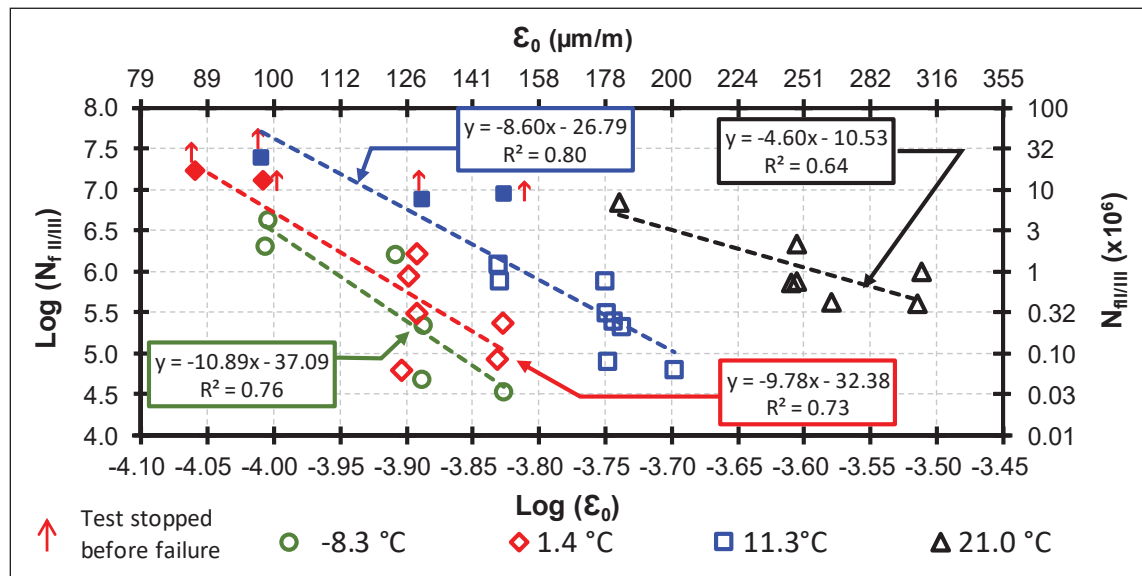 Ɛ₀ (µm/m)
79 89 100 112 126 141 158 178 200 224 251 282 316 355
8.0 7.5 7.0 6.5 6.0 5.5 5.0 4.5 4.0
Log (N_f II/III)
y = -8.60x - 26.79
R² = 0.80
y = -4.60x - 10.53
R² = 0.64
y = -10.89x - 37.09
R² = 0.76
y = -9.78x - 32.38
R² = 0.73
100 32 10 3 1 0.32 0.10 0.03 0.01
N_fII/III (x10⁶)
-4.10 -4.05 -4.00 -3.95 -3.90 -3.85 -3.80 -3.75 -3.70 -3.65 -3.60 -3.55 -3.50 -3.45
Log (Ɛ₀)
Test stopped
before failure
-8.3 °C 1.4 °C 11.3°C 21.0 °C